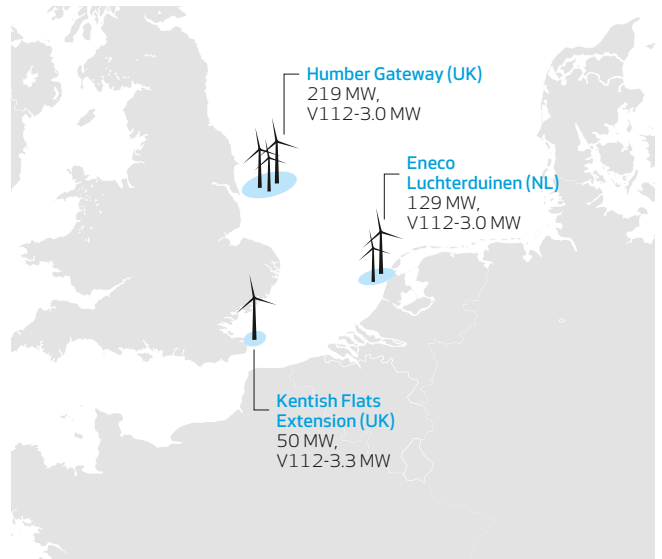 Humber Gateway (UK)
219 MW,
V112-3.0 MW
Eneco
Luchterduinen (NL)
129 MW,
V112-3.0 MW
Kentish Flats
Extension (UK)
50 MW,
V112-3.3 MW